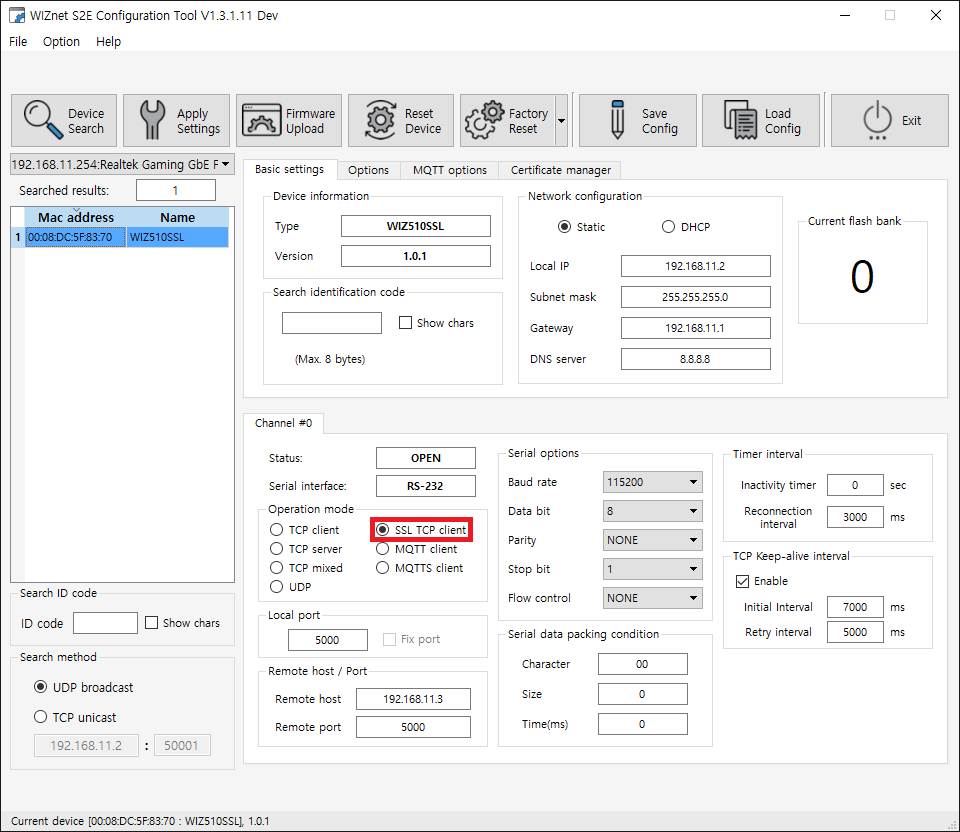 WIZnet S2E Configuration Tool V1.3.1.11 Dev
File Option Help
Device Search
Apply Settings
Firmware Upload
Reset Device
Factory Reset
Save Config
Load Config
Exit
192.168.11.254:Realtek Gaming GbE F
Searched results: 1
Mac address Name
1 00:08:DC:5F:83:70 WIZ510SSL
Search ID code
ID code Show chars
Search method
UDP broadcast
TCP unicast
192.168.11.2 : 50001
Basic settings Options MQTT options Certificate manager
Device information
Type WIZ510SSL
Version 1.0.1
Search identification code
Show chars
(Max. 8 bytes)
Network configuration
Static DHCP
Local IP 192.168.11.2
Subnet mask 255.255.255.0
Gateway 192.168.11.1
DNS server 8.8.8.8
Current flash bank
0
Channel #0
Status: OPEN
Serial interface: RS-232
Operation mode
TCP client SSL TCP client
TCP server MQTT client
TCP mixed MQTTS client
UDP
Local port
5000 Fix port
Remote host / Port
Remote host 192.168.11.3
Remote port 5000
Serial options
Baud rate 115200
Data bit 8
Parity NONE
Stop bit 1
Flow control NONE
Serial data packing condition
Character 00
Size 0
Time(ms) 0
Timer interval
Inactivity timer 0 sec
Reconnection interval 3000 ms
TCP Keep-alive interval
Enable
Initial Interval 7000 ms
Retry interval 5000 ms
Current device [00:08:DC:5F:83:70 : WIZ510SSL], 1.0.1